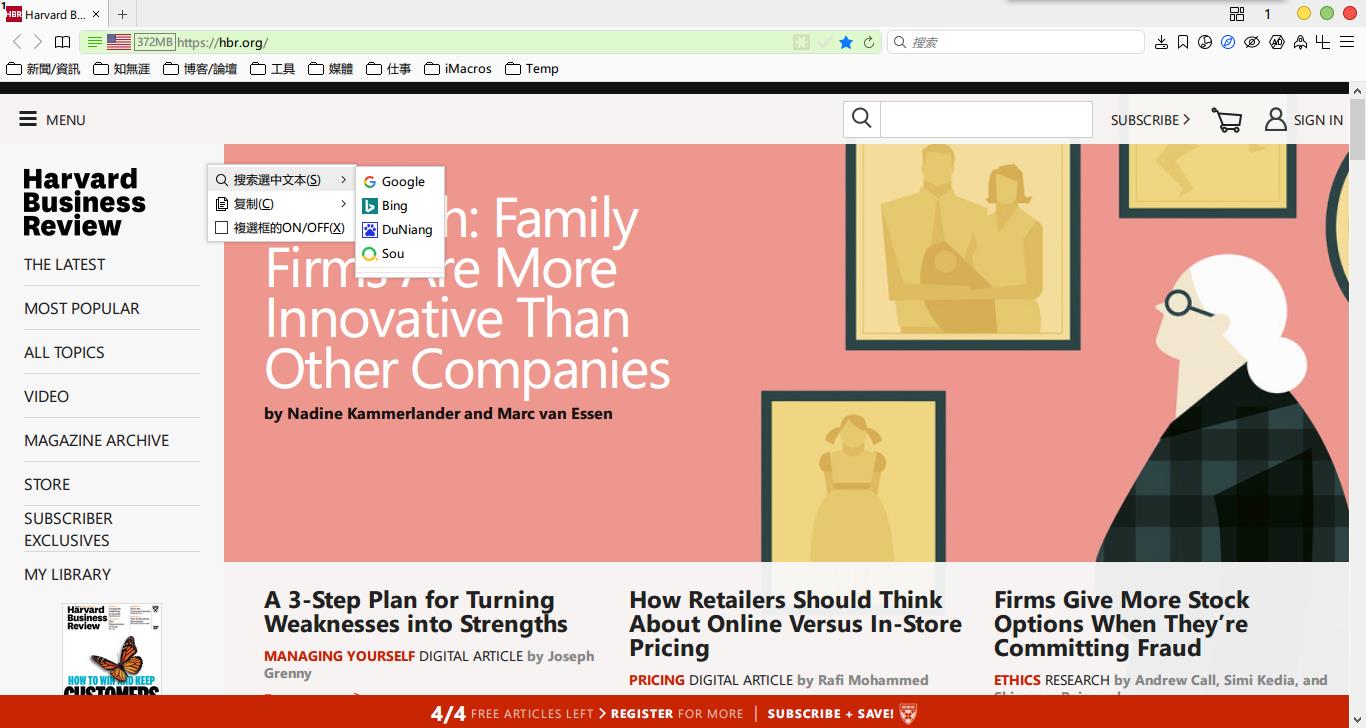 1
HBR Harvard B...
1
372MB https://hbr.org/
搜索
新聞/資訊 知無涯 博客/論壇 工具 媒體 仕事 iMacros Temp
MENU
SUBSCRIBE
SIGN IN
Harvard
Business
Review
THE LATEST
MOST POPULAR
ALL TOPICS
VIDEO
MAGAZINE ARCHIVE
STORE
SUBSCRIBER
EXCLUSIVES
MY LIBRARY
Harvard
Business
Review
HOW TO WIN AND KEEP
CUSTOMERS
搜索選中文本(S)
复制(C)
複選框的ON/OFF(X)
Google
Bing
DuNiang
Sou
h: Family
Firms Are More
Innovative Than
Other Companies
by Nadine Kammerlander and Marc van Essen
A 3-Step Plan for Turning
Weaknesses into Strengths
MANAGING YOURSELF DIGITAL ARTICLE by Joseph
Grenny
How Retailers Should Think
About Online Versus In-Store
Pricing
PRICING DIGITAL ARTICLE by Rafi Mohammed
Firms Give More Stock
Options When They're
Committing Fraud
ETHICS RESEARCH by Andrew Call, Simi Kedia, and
4/4 FREE ARTICLES LEFT > REGISTER FOR MORE | SUBSCRIBE + SAVE!